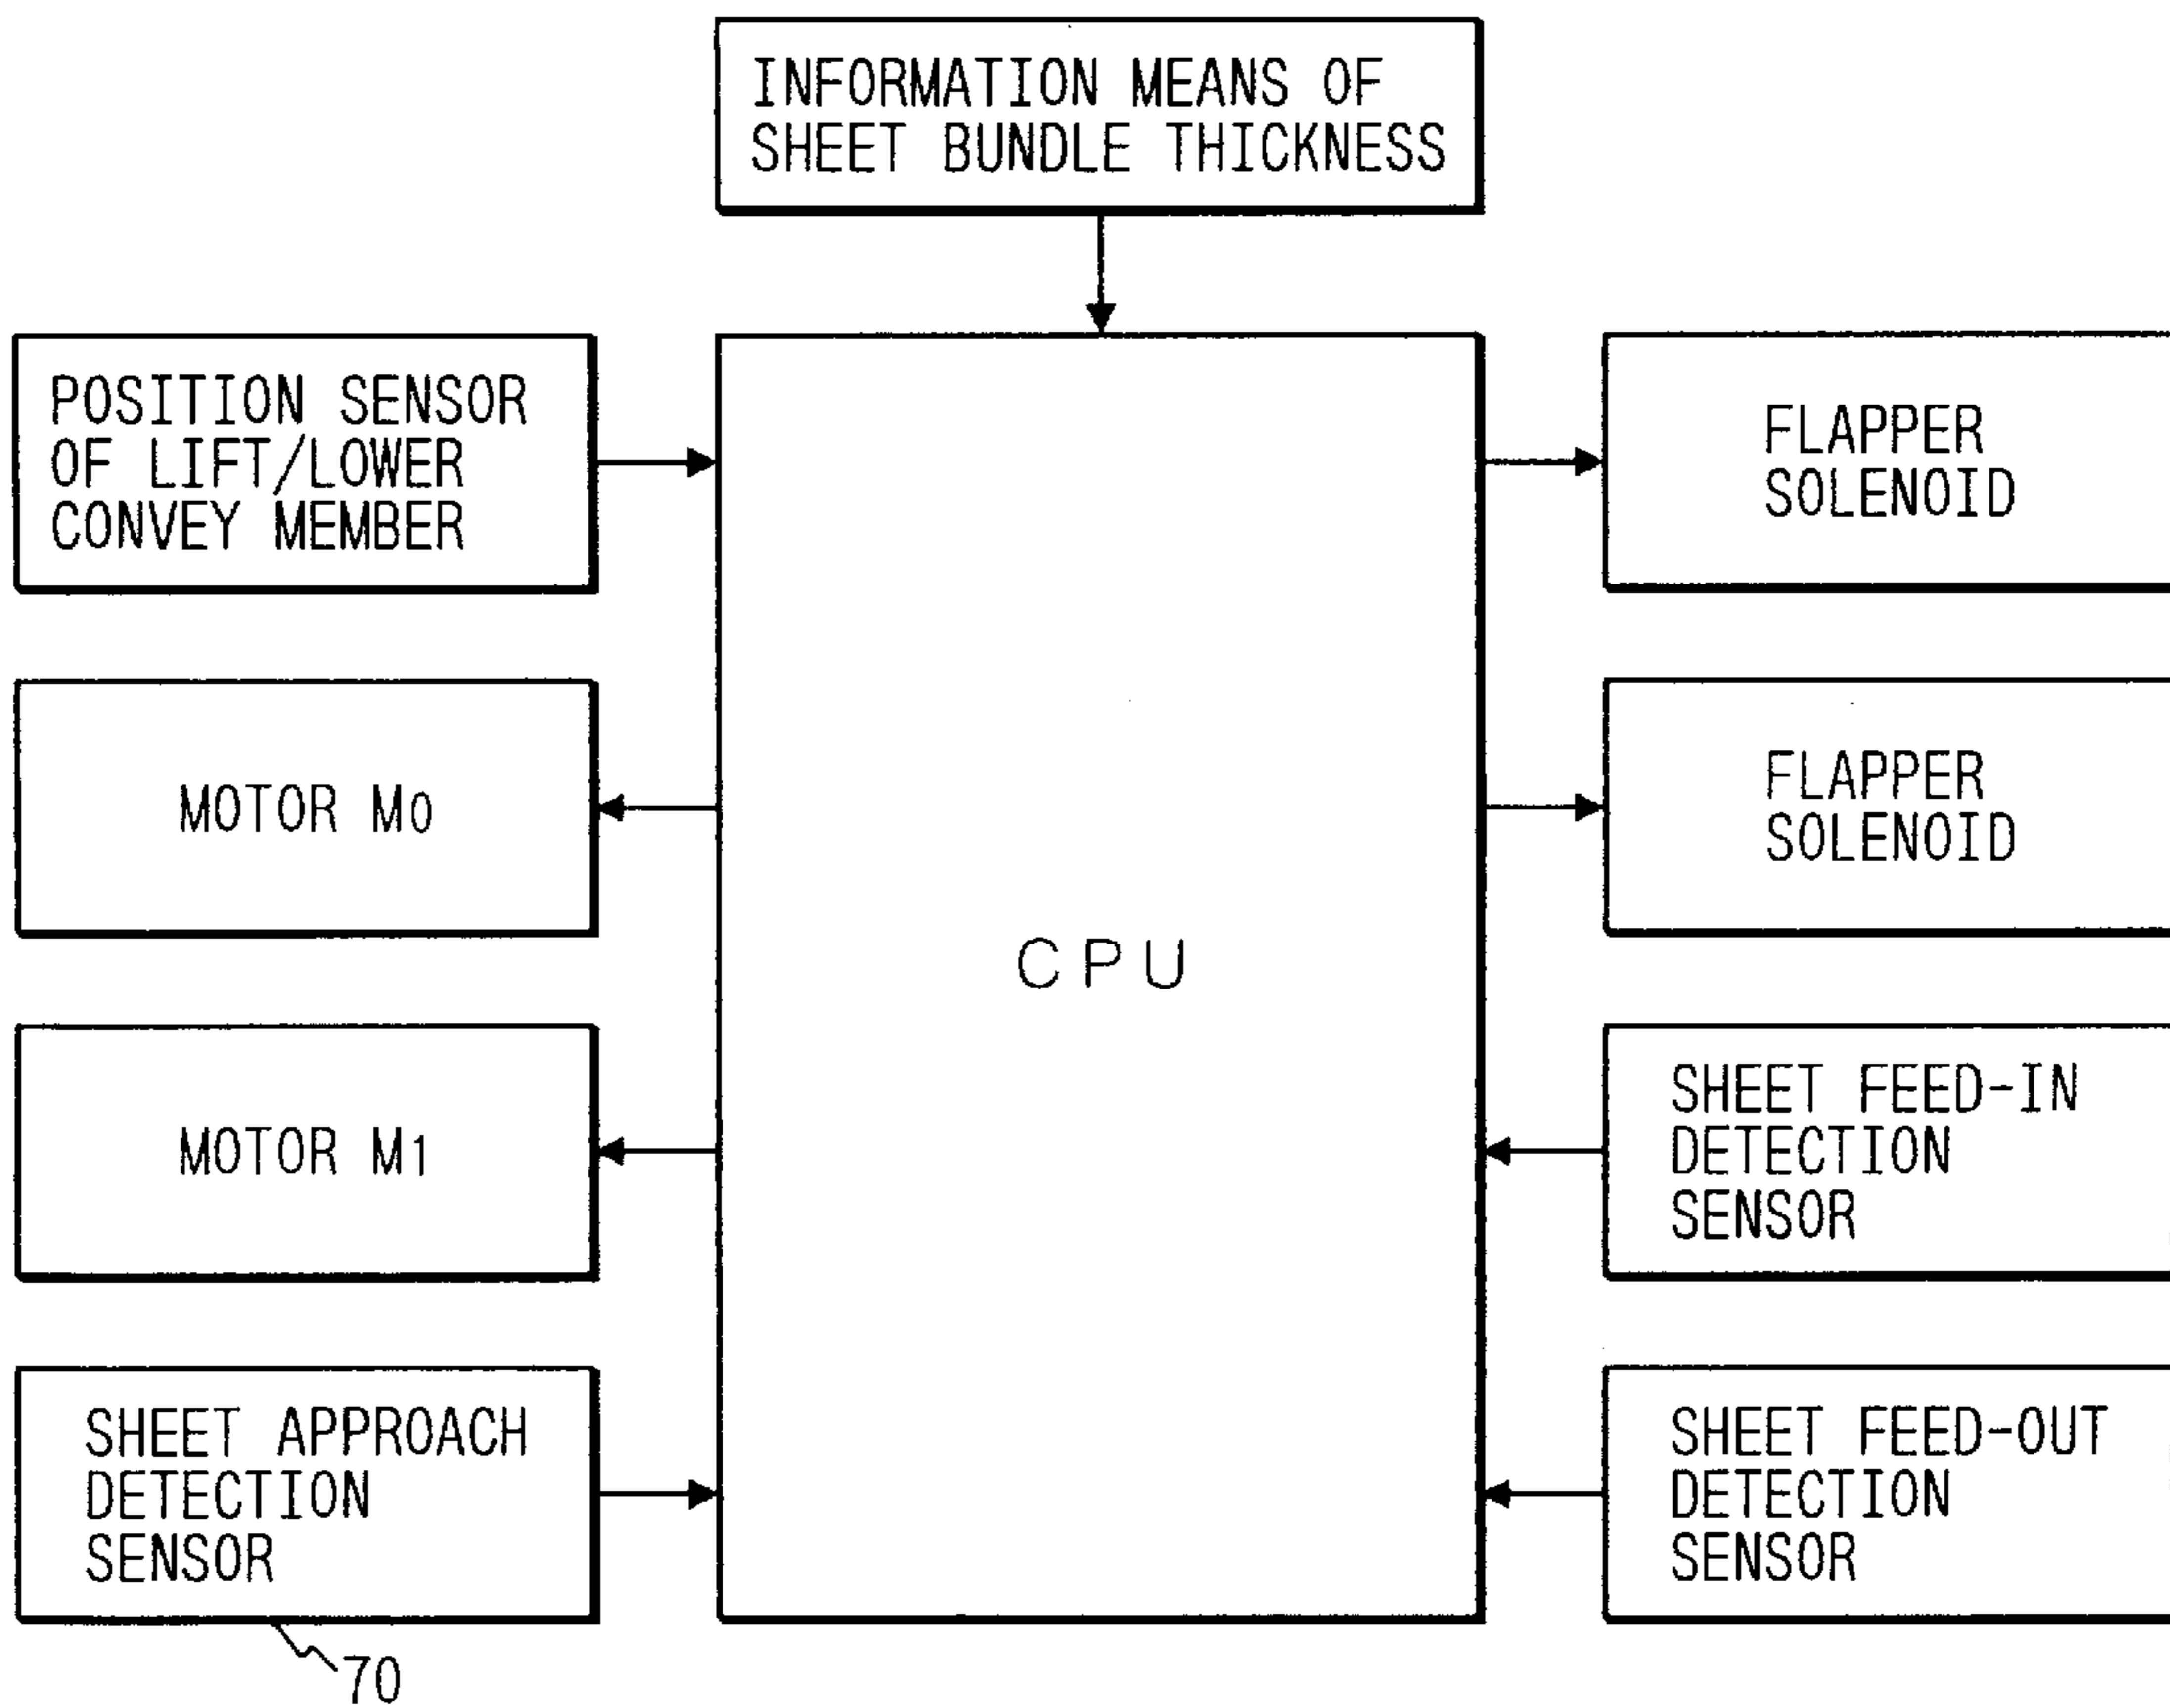 INFORMATION MEANS OF
SHEET BUNDLE THICKNESS
POSITION SENSOR
OF LIFT/LOWER
CONVEY MEMBER
FLAPPER
SOLENOID
MOTOR M0
FLAPPER
SOLENOID
CPU
MOTOR M1
SHEET FEED-IN
DETECTION
SENSOR
SHEET APPROACH
DETECTION
SENSOR
SHEET FEED-OUT
DETECTION
SENSOR
70